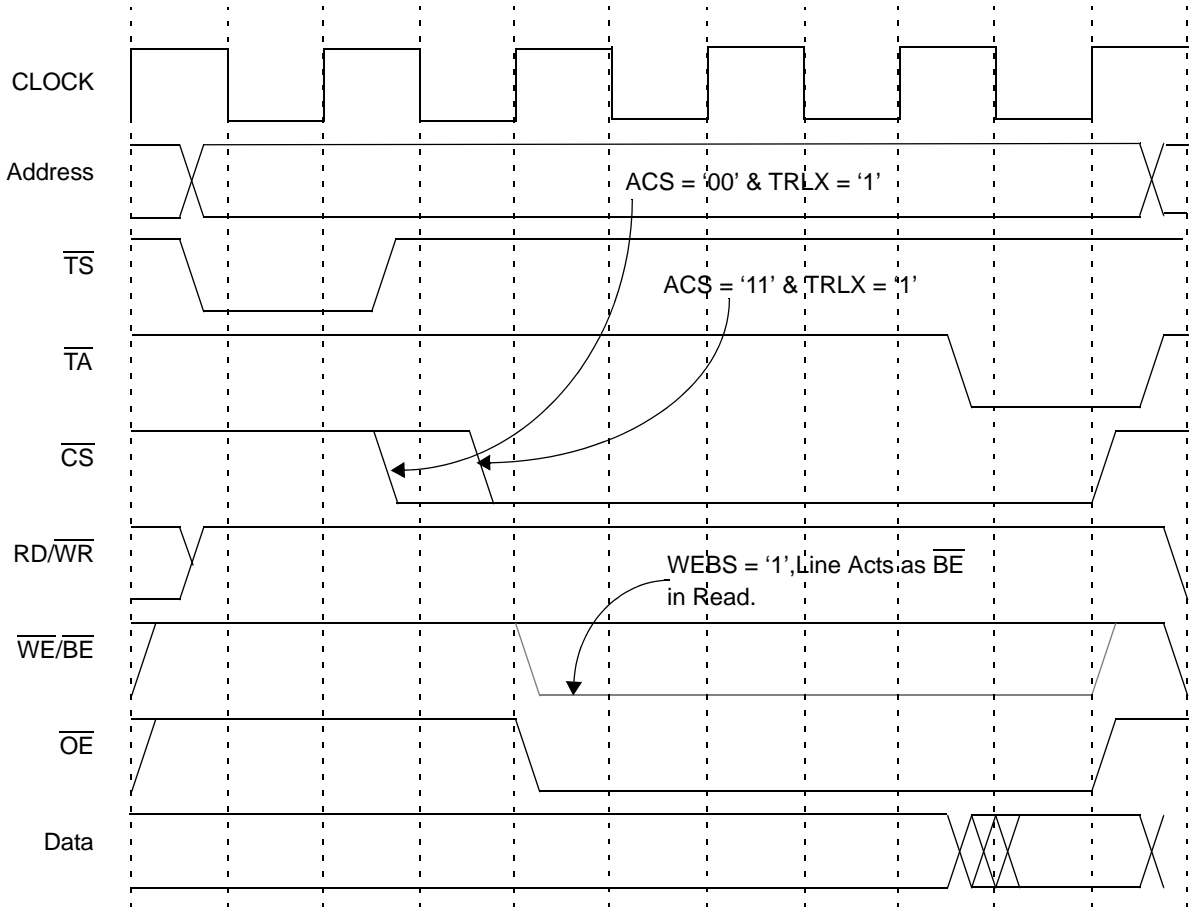 CLOCK
Address
ACS = ‘00’ & TRLX = ‘1’
TS
ACS = ‘11’ & TRLX = ‘1’
TA
CS
RD/WR
WEBS = ‘1’,Line Acts as BE
in Read.
WE/BE
OE
Data